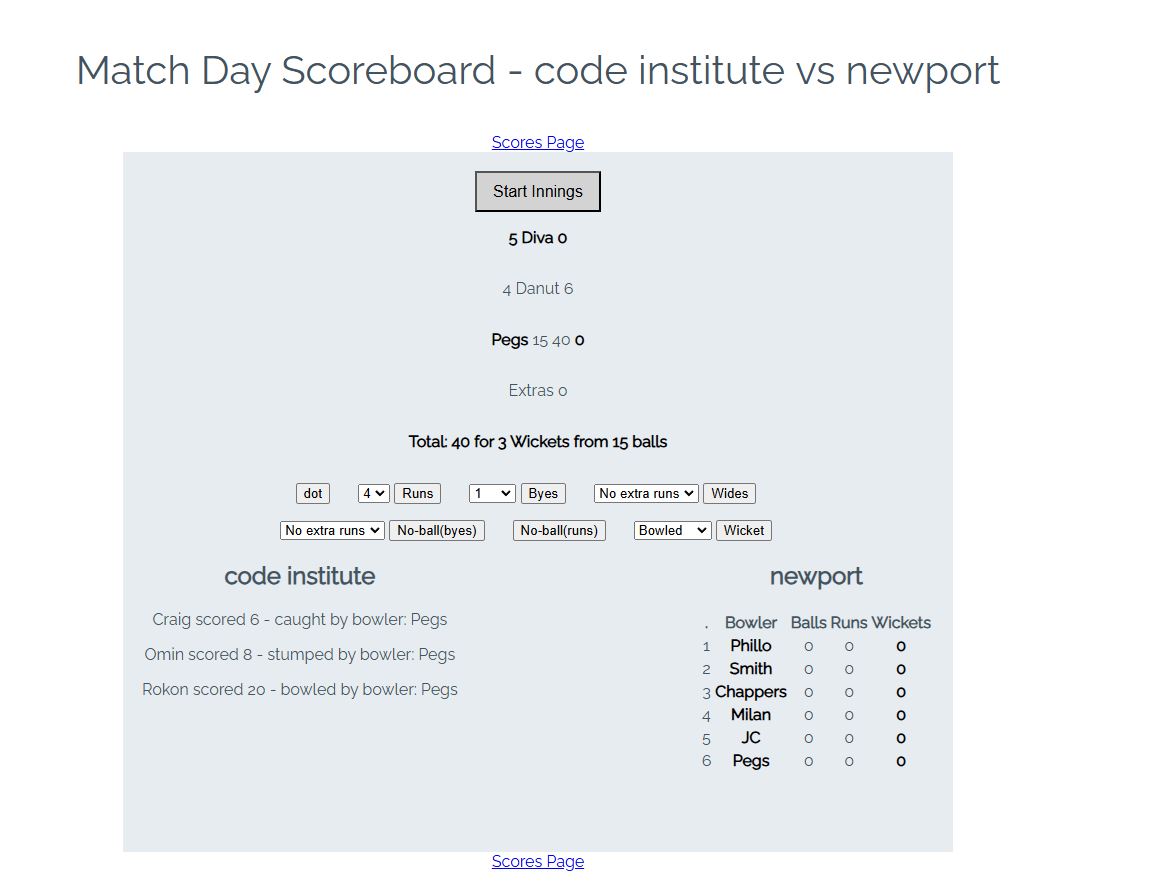 Match Day Scoreboard - code institute vs newport
Scores Page
Start Innings
5 Diva 0
4 Danut 6
Pegs 15 40 0
Extras 0
Total: 40 for 3 Wickets from 15 balls
dot 4 Runs 1 Byes No extra runs Wides
No extra runs No-ball(byes) No-ball(runs) Bowled Wicket
code institute
Craig scored 6 - caught by bowler: Pegs
Omin scored 8 - stumped by bowler: Pegs
Rokon scored 20 - bowled by bowler: Pegs
newport
. Bowler Balls Runs Wickets
1 Phillo 0 0 0
2 Smith 0 0 0
3 Chappers 0 0 0
4 Milan 0 0 0
5 JC 0 0 0
6 Pegs 0 0 0
Scores Page